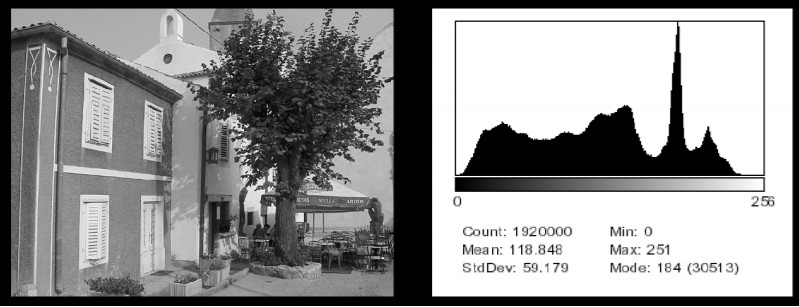 0 256
Count: 1920000 Min: 0
Mean: 118.848 Max: 251
StdDev: 59.179 Mode: 184 (30513)